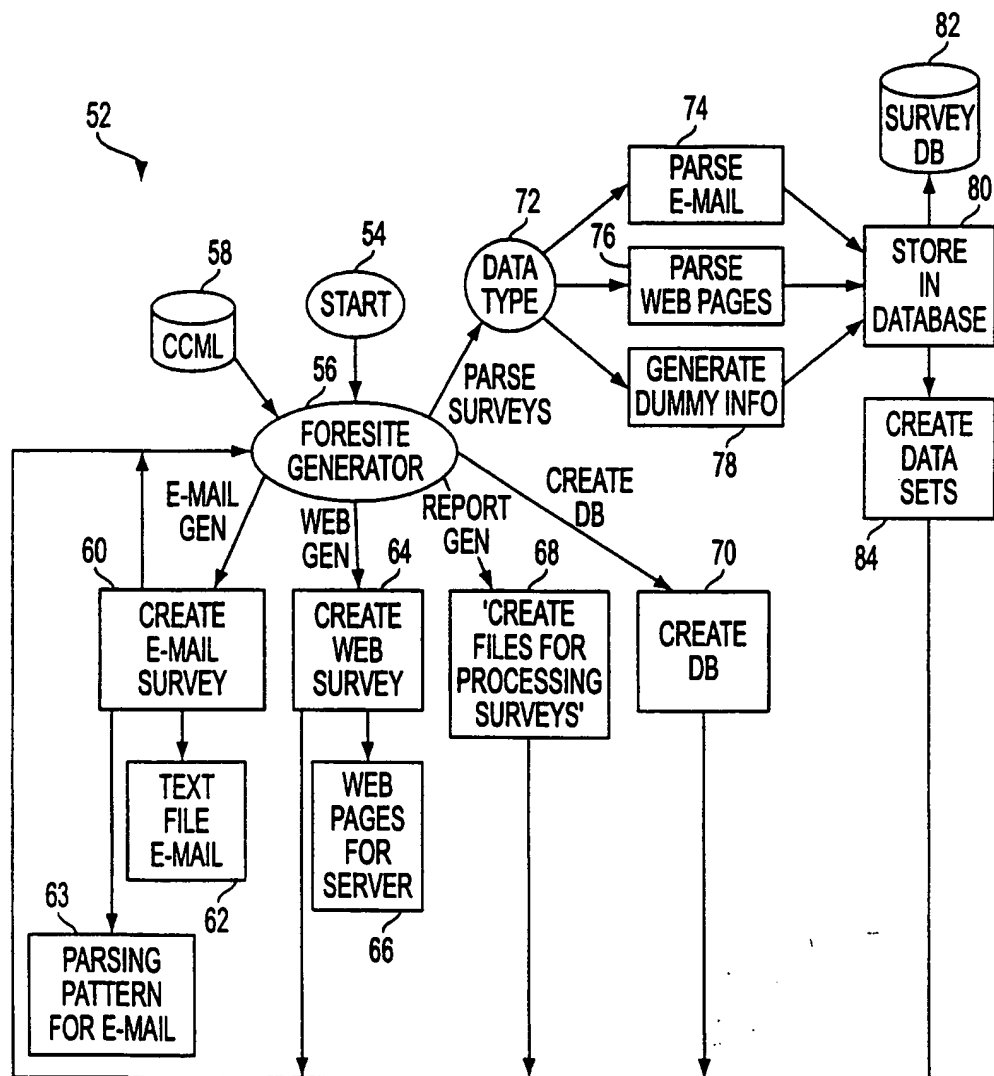 82
SURVEY
DB
52
74
PARSE
E-MAIL
80
STORE
IN
DATABASE
72
DATA
TYPE
76
PARSE
WEB PAGES
58
CCML
54
START
PARSE
SURVEYS
GENERATE
DUMMY INFO
78
56
FORESITE
GENERATOR
CREATE
DATA
SETS
84
E-MAIL
GEN
WEB
GEN
REPORT
GEN
CREATE
DB
60
CREATE
E-MAIL
SURVEY
64
CREATE
WEB
SURVEY
68
'CREATE
FILES FOR
PROCESSING
SURVEYS'
70
CREATE
DB
TEXT
FILE
E-MAIL
62
WEB
PAGES
FOR
SERVER
66
63
PARSING
PATTERN
FOR E-MAIL